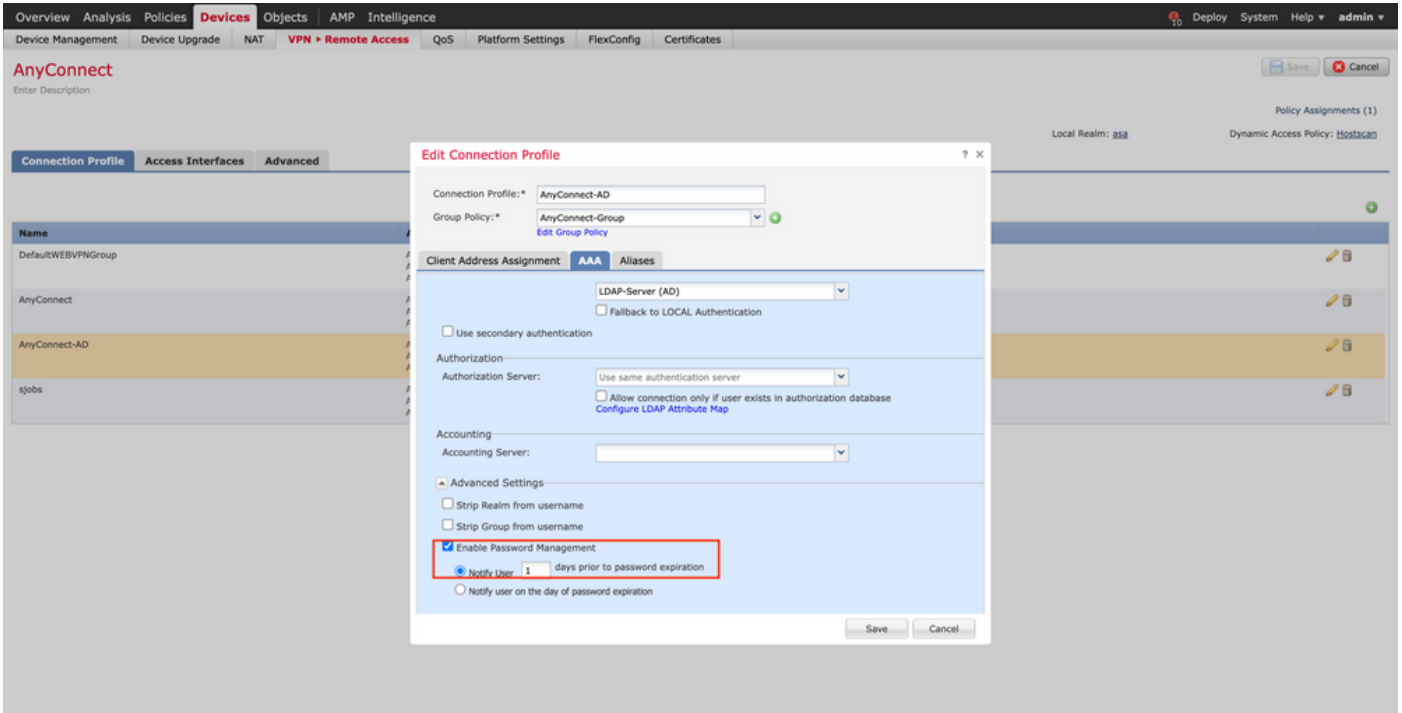 Overview Analysis Policies Devices Objects AMP Intelligence 10 Deploy System Help admin
Device Management Device Upgrade NAT VPN ▸ Remote Access QoS Platform Settings FlexConfig Certificates
AnyConnect
Save Cancel
Enter Description
Policy Assignments (1)
Local Realm: asa Dynamic Access Policy: Hostscan
Connection Profile Access Interfaces Advanced
Name
DefaultWEBVPNGroup
AnyConnect
AnyConnect-AD
sjobs
Edit Connection Profile ? ×
Connection Profile:* AnyConnect-AD
Group Policy:* AnyConnect-Group
Edit Group Policy
Client Address Assignment AAA Aliases
LDAP-Server (AD)
Fallback to LOCAL Authentication
Use secondary authentication
Authorization
Authorization Server: Use same authentication server
Allow connection only if user exists in authorization database
Configure LDAP Attribute Map
Accounting
Accounting Server:
Advanced Settings
Strip Realm from username
Strip Group from username
Enable Password Management
Notify User 1 days prior to password expiration
Notify user on the day of password expiration
Save Cancel